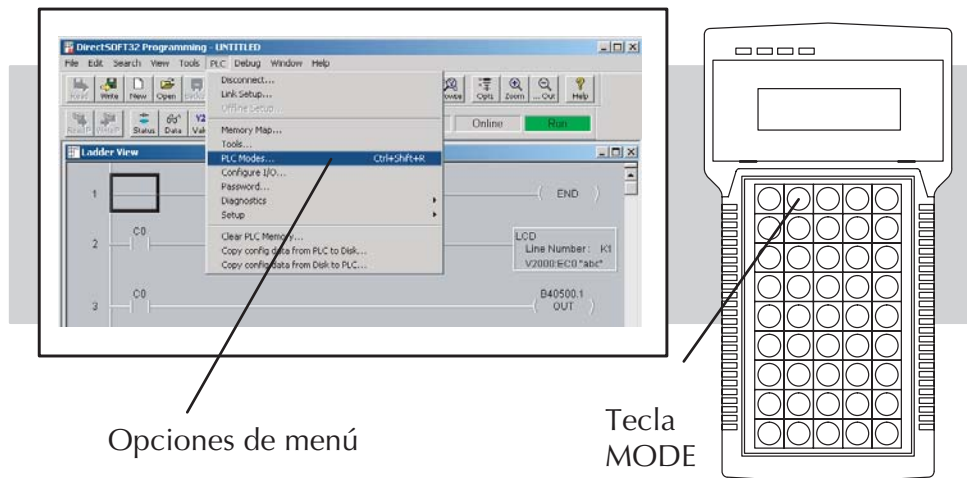 DirectSOFT32 Programming - UNTITLED
File Edit Search View Tools PLC Debug Window Help
Read Write New Open
Opts Zoom ... Out Help
Status Data
Online Run
Disconnect...
Link Setup...
Offline Setup...
Memory Map...
Tools...
PLC Modes... Ctrl+Shift+R
Configure I/O...
Password...
Diagnostics
Setup
Clear PLC Memory...
Copy config data from PLC to Disk...
Copy config data from Disk to PLC...
Ladder View
1 END
2 C0 LCD
Line Number: K1
V2000:EC0 "abc"
3 C0 B40500.1
OUT
Opciones de menú
Tecla
MODE